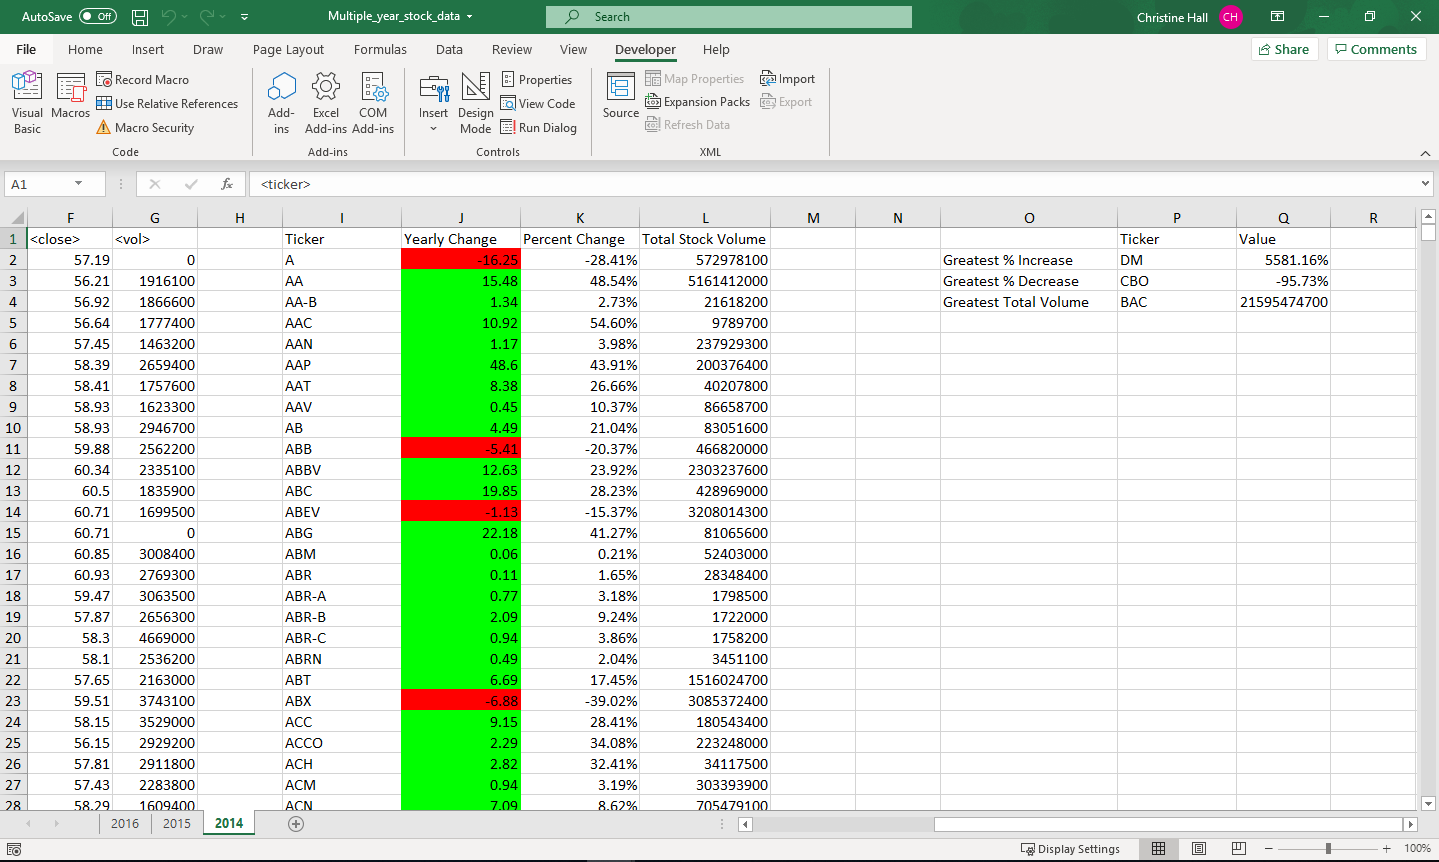 AutoSave Off Multiple_year_stock_data Search Christine Hall CH
File Home Insert Draw Page Layout Formulas Data Review View Developer Help Share Comments
Visual Basic
Macros
Record Macro
Use Relative References
Macro Security
Code
Add-ins
Excel Add-ins
COM Add-ins
Add-ins
Insert
Design Mode
Properties
View Code
Run Dialog
Controls
Source
Map Properties
Expansion Packs
Refresh Data
Import
Export
XML
A1 fx <ticker>
F G H I J K L M N O P Q R
1 <close> <vol> Ticker Yearly Change Percent Change Total Stock Volume Ticker Value
2 57.19 0 A -16.25 -28.41% 572978100 Greatest % Increase DM 5581.16%
3 56.21 1916100 AA 15.48 48.54% 5161412000 Greatest % Decrease CBO -95.73%
4 56.92 1866600 AA-B 1.34 2.73% 21618200 Greatest Total Volume BAC 21595474700
5 56.64 1777400 AAC 10.92 54.60% 9789700
6 57.45 1463200 AAN 1.17 3.98% 237929300
7 58.39 2659400 AAP 48.6 43.91% 200376400
8 58.41 1757600 AAT 8.38 26.66% 40207800
9 58.93 1623300 AAV 0.45 10.37% 86658700
10 58.93 2946700 AB 4.49 21.04% 83051600
11 59.88 2562200 ABB -5.41 -20.37% 466820000
12 60.34 2335100 ABBV 12.63 23.92% 2303237600
13 60.5 1835900 ABC 19.85 28.23% 428969000
14 60.71 1699500 ABEV -1.13 -15.37% 3208014300
15 60.71 0 ABG 22.18 41.27% 81065600
16 60.85 3008400 ABM 0.06 0.21% 52403000
17 60.93 2769300 ABR 0.11 1.65% 28348400
18 59.47 3063500 ABR-A 0.77 3.18% 1798500
19 57.87 2656300 ABR-B 2.09 9.24% 1722000
20 58.3 4669000 ABR-C 0.94 3.86% 1758200
21 58.1 2536200 ABRN 0.49 2.04% 3451100
22 57.65 2163000 ABT 6.69 17.45% 1516024700
23 59.51 3743100 ABX -6.88 -39.02% 3085372400
24 58.15 3529000 ACC 9.15 28.41% 180543400
25 56.15 2929200 ACCO 2.29 34.08% 223248000
26 57.81 2911800 ACH 2.82 32.41% 34117500
27 57.43 2283800 ACM 0.94 3.19% 303393900
28 58.29 1609400 ACN 7.09 8.62% 705479100
2016 2015 2014
Display Settings 100%